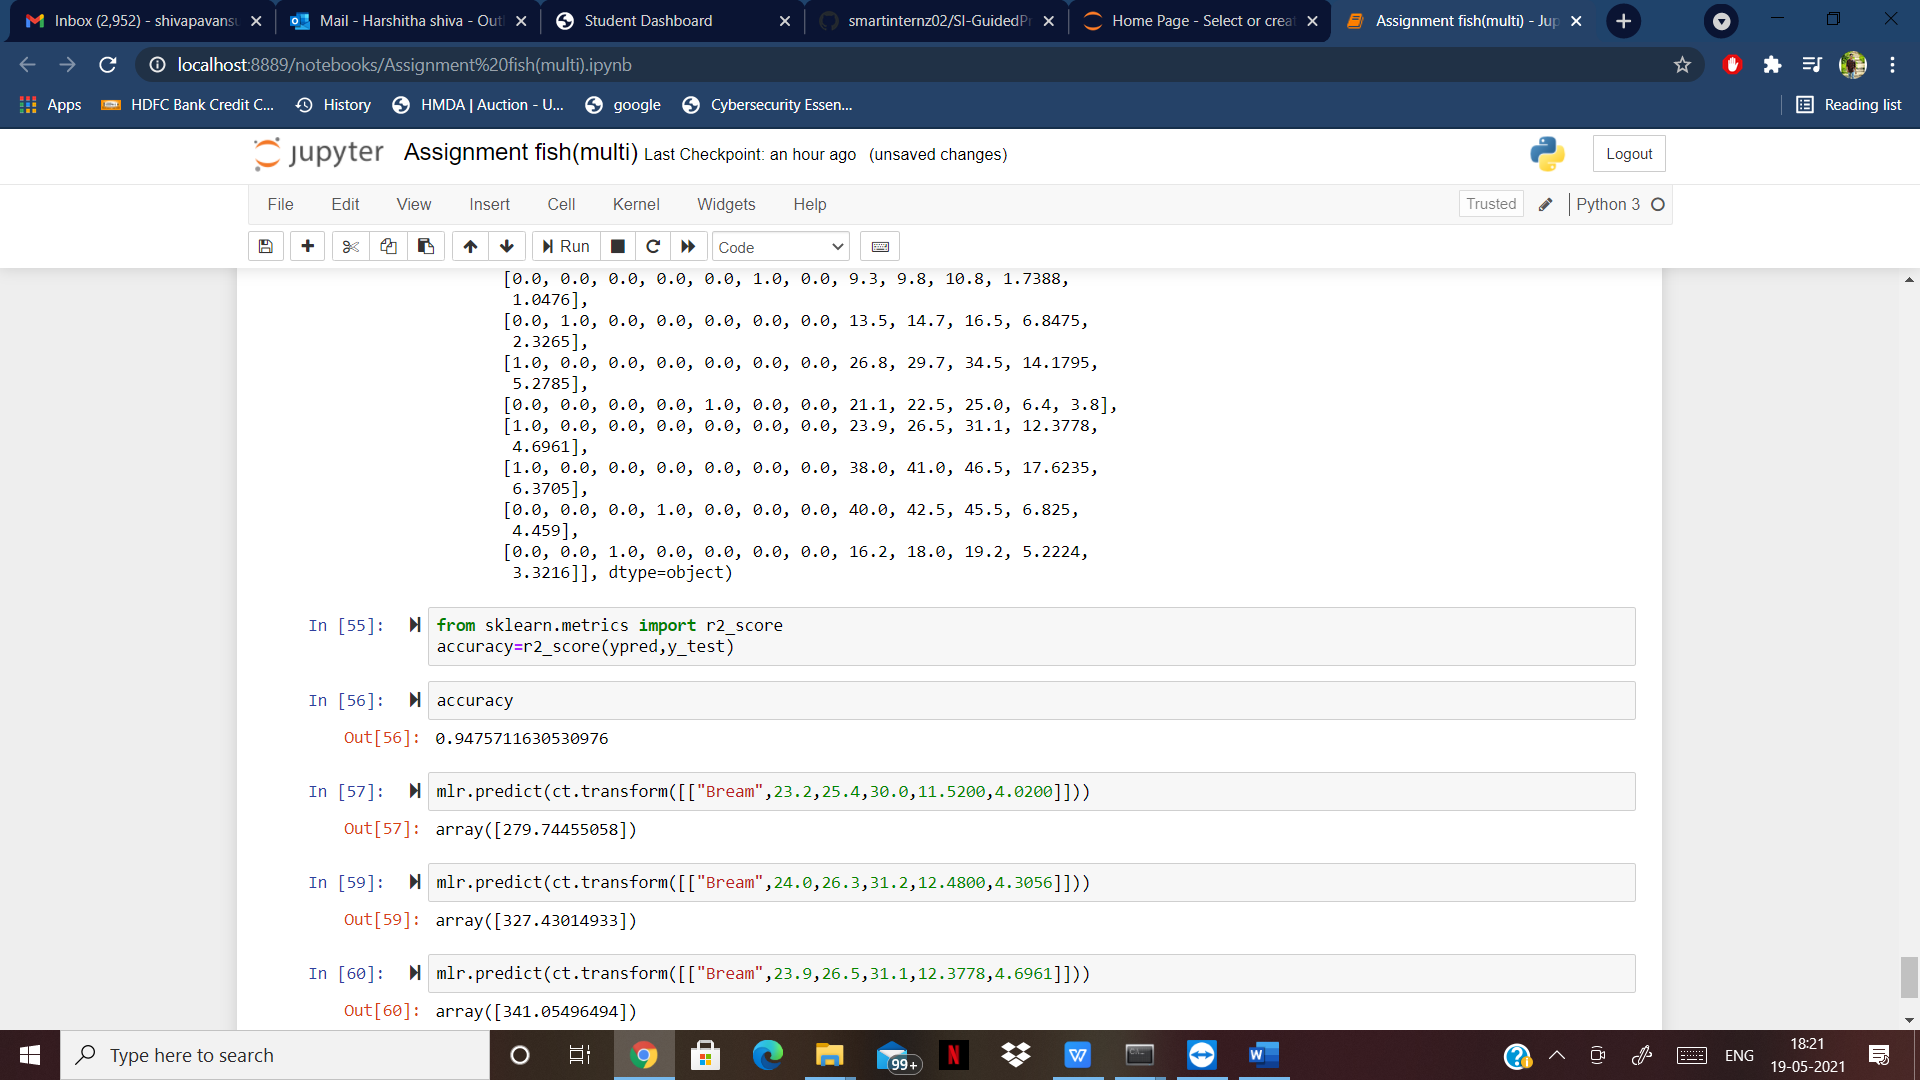 Inbox (2,952) - shivapavansu
Mail - Harshitha shiva - Out
Student Dashboard
smartinternz02/SI-GuidedPr
Home Page - Select or creat
Assignment fish(multi) - Jup
localhost:8889/notebooks/Assignment%20fish(multi).ipynb
Apps
HDFC Bank Credit C...
History
HMDA | Auction - U...
google
Cybersecurity Essen...
Reading list
jupyter
Assignment fish(multi) Last Checkpoint: an hour ago (unsaved changes)
Logout
File Edit View Insert Cell Kernel Widgets Help
Trusted
Python 3
Run
Code
[0.0, 0.0, 0.0, 0.0, 0.0, 1.0, 0.0, 9.3, 9.8, 10.8, 1.7388,
1.0476],
[0.0, 1.0, 0.0, 0.0, 0.0, 0.0, 0.0, 13.5, 14.7, 16.5, 6.8475,
2.3265],
[1.0, 0.0, 0.0, 0.0, 0.0, 0.0, 0.0, 26.8, 29.7, 34.5, 14.1795,
5.2785],
[0.0, 0.0, 0.0, 0.0, 1.0, 0.0, 0.0, 21.1, 22.5, 25.0, 6.4, 3.8],
[1.0, 0.0, 0.0, 0.0, 0.0, 0.0, 0.0, 23.9, 26.5, 31.1, 12.3778,
4.6961],
[1.0, 0.0, 0.0, 0.0, 0.0, 0.0, 0.0, 38.0, 41.0, 46.5, 17.6235,
6.3705],
[0.0, 0.0, 0.0, 1.0, 0.0, 0.0, 0.0, 40.0, 42.5, 45.5, 6.825,
4.459],
[0.0, 0.0, 1.0, 0.0, 0.0, 0.0, 0.0, 16.2, 18.0, 19.2, 5.2224,
3.3216]], dtype=object)
In [55]:
from sklearn.metrics import r2_score
accuracy=r2_score(ypred,y_test)
In [56]:
accuracy
Out[56]: 0.9475711630530976
In [57]:
mlr.predict(ct.transform([["Bream",23.2,25.4,30.0,11.5200,4.0200]]))
Out[57]: array([279.74455058])
In [59]:
mlr.predict(ct.transform([["Bream",24.0,26.3,31.2,12.4800,4.3056]]))
Out[59]: array([327.43014933])
In [60]:
mlr.predict(ct.transform([["Bream",23.9,26.5,31.1,12.3778,4.6961]]))
Out[60]: array([341.05496494])
Type here to search
99+
ENG
18:21
19-05-2021